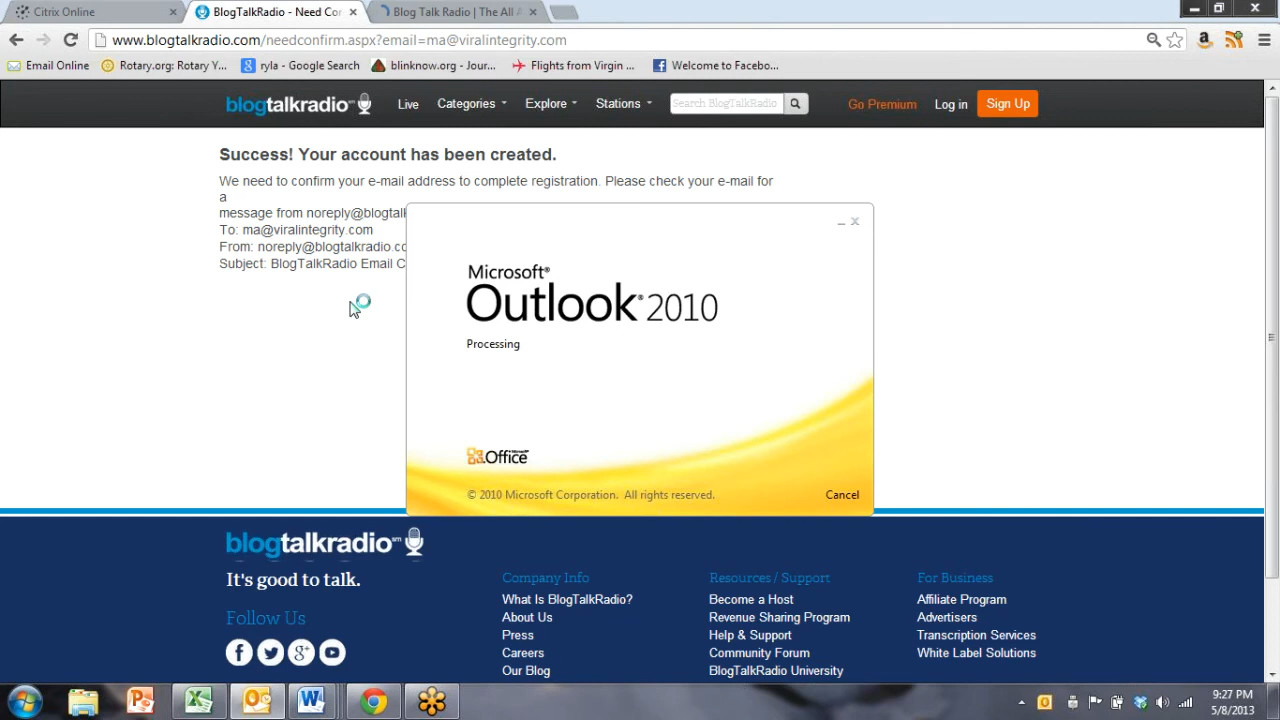 Citrix Online
BlogTalkRadio - Need Cor
Blog Talk Radio | The All A
www.blogtalkradio.com/needconfirm.aspx?email=ma@viralintegrity.com
Email Online
Rotary.org: Rotary Y...
ryla - Google Search
blinknow.org - Jour...
Flights from Virgin ...
Welcome to Facebo...
blogtalkradio
Live
Categories
Explore
Stations
Search BlogTalkRadio
Go Premium
Log in
Sign Up
Success! Your account has been created.
We need to confirm your e-mail address to complete registration. Please check your e-mail for
a
message from noreply@blogtalk
To: ma@viralintegrity.com
From: noreply@blogtalkradio.co
Subject: BlogTalkRadio Email C
Microsoft®
Outlook® 2010
Processing
Microsoft®
Office
© 2010 Microsoft Corporation. All rights reserved.
Cancel
blogtalkradio℠
It's good to talk.
Follow Us
Company Info
What Is BlogTalkRadio?
About Us
Press
Careers
Our Blog
Resources / Support
Become a Host
Revenue Sharing Program
Help & Support
Community Forum
BlogTalkRadio University
For Business
Affiliate Program
Advertisers
Transcription Services
White Label Solutions
9:27 PM
5/8/2013